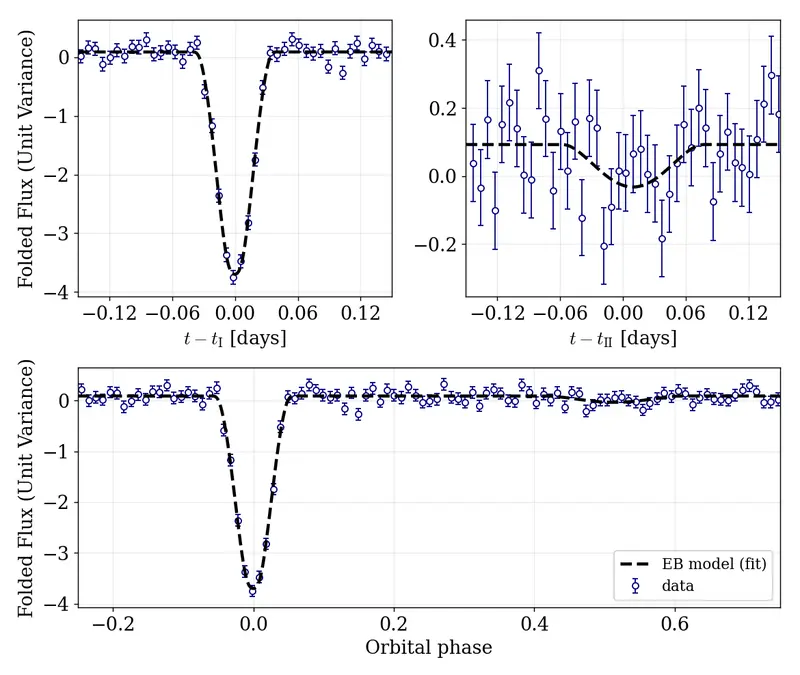 Folded Flux (Unit Variance)
0
−1
−2
−3
−4
−0.12 −0.06 0.00 0.06 0.12
t − t_I [days]
0.4
0.2
0.0
−0.2
−0.12 −0.06 0.00 0.06 0.12
t − t_II [days]
Folded Flux (Unit Variance)
0
−1
−2
−3
−4
EB model (fit)
data
−0.2 0.0 0.2 0.4 0.6
Orbital phase